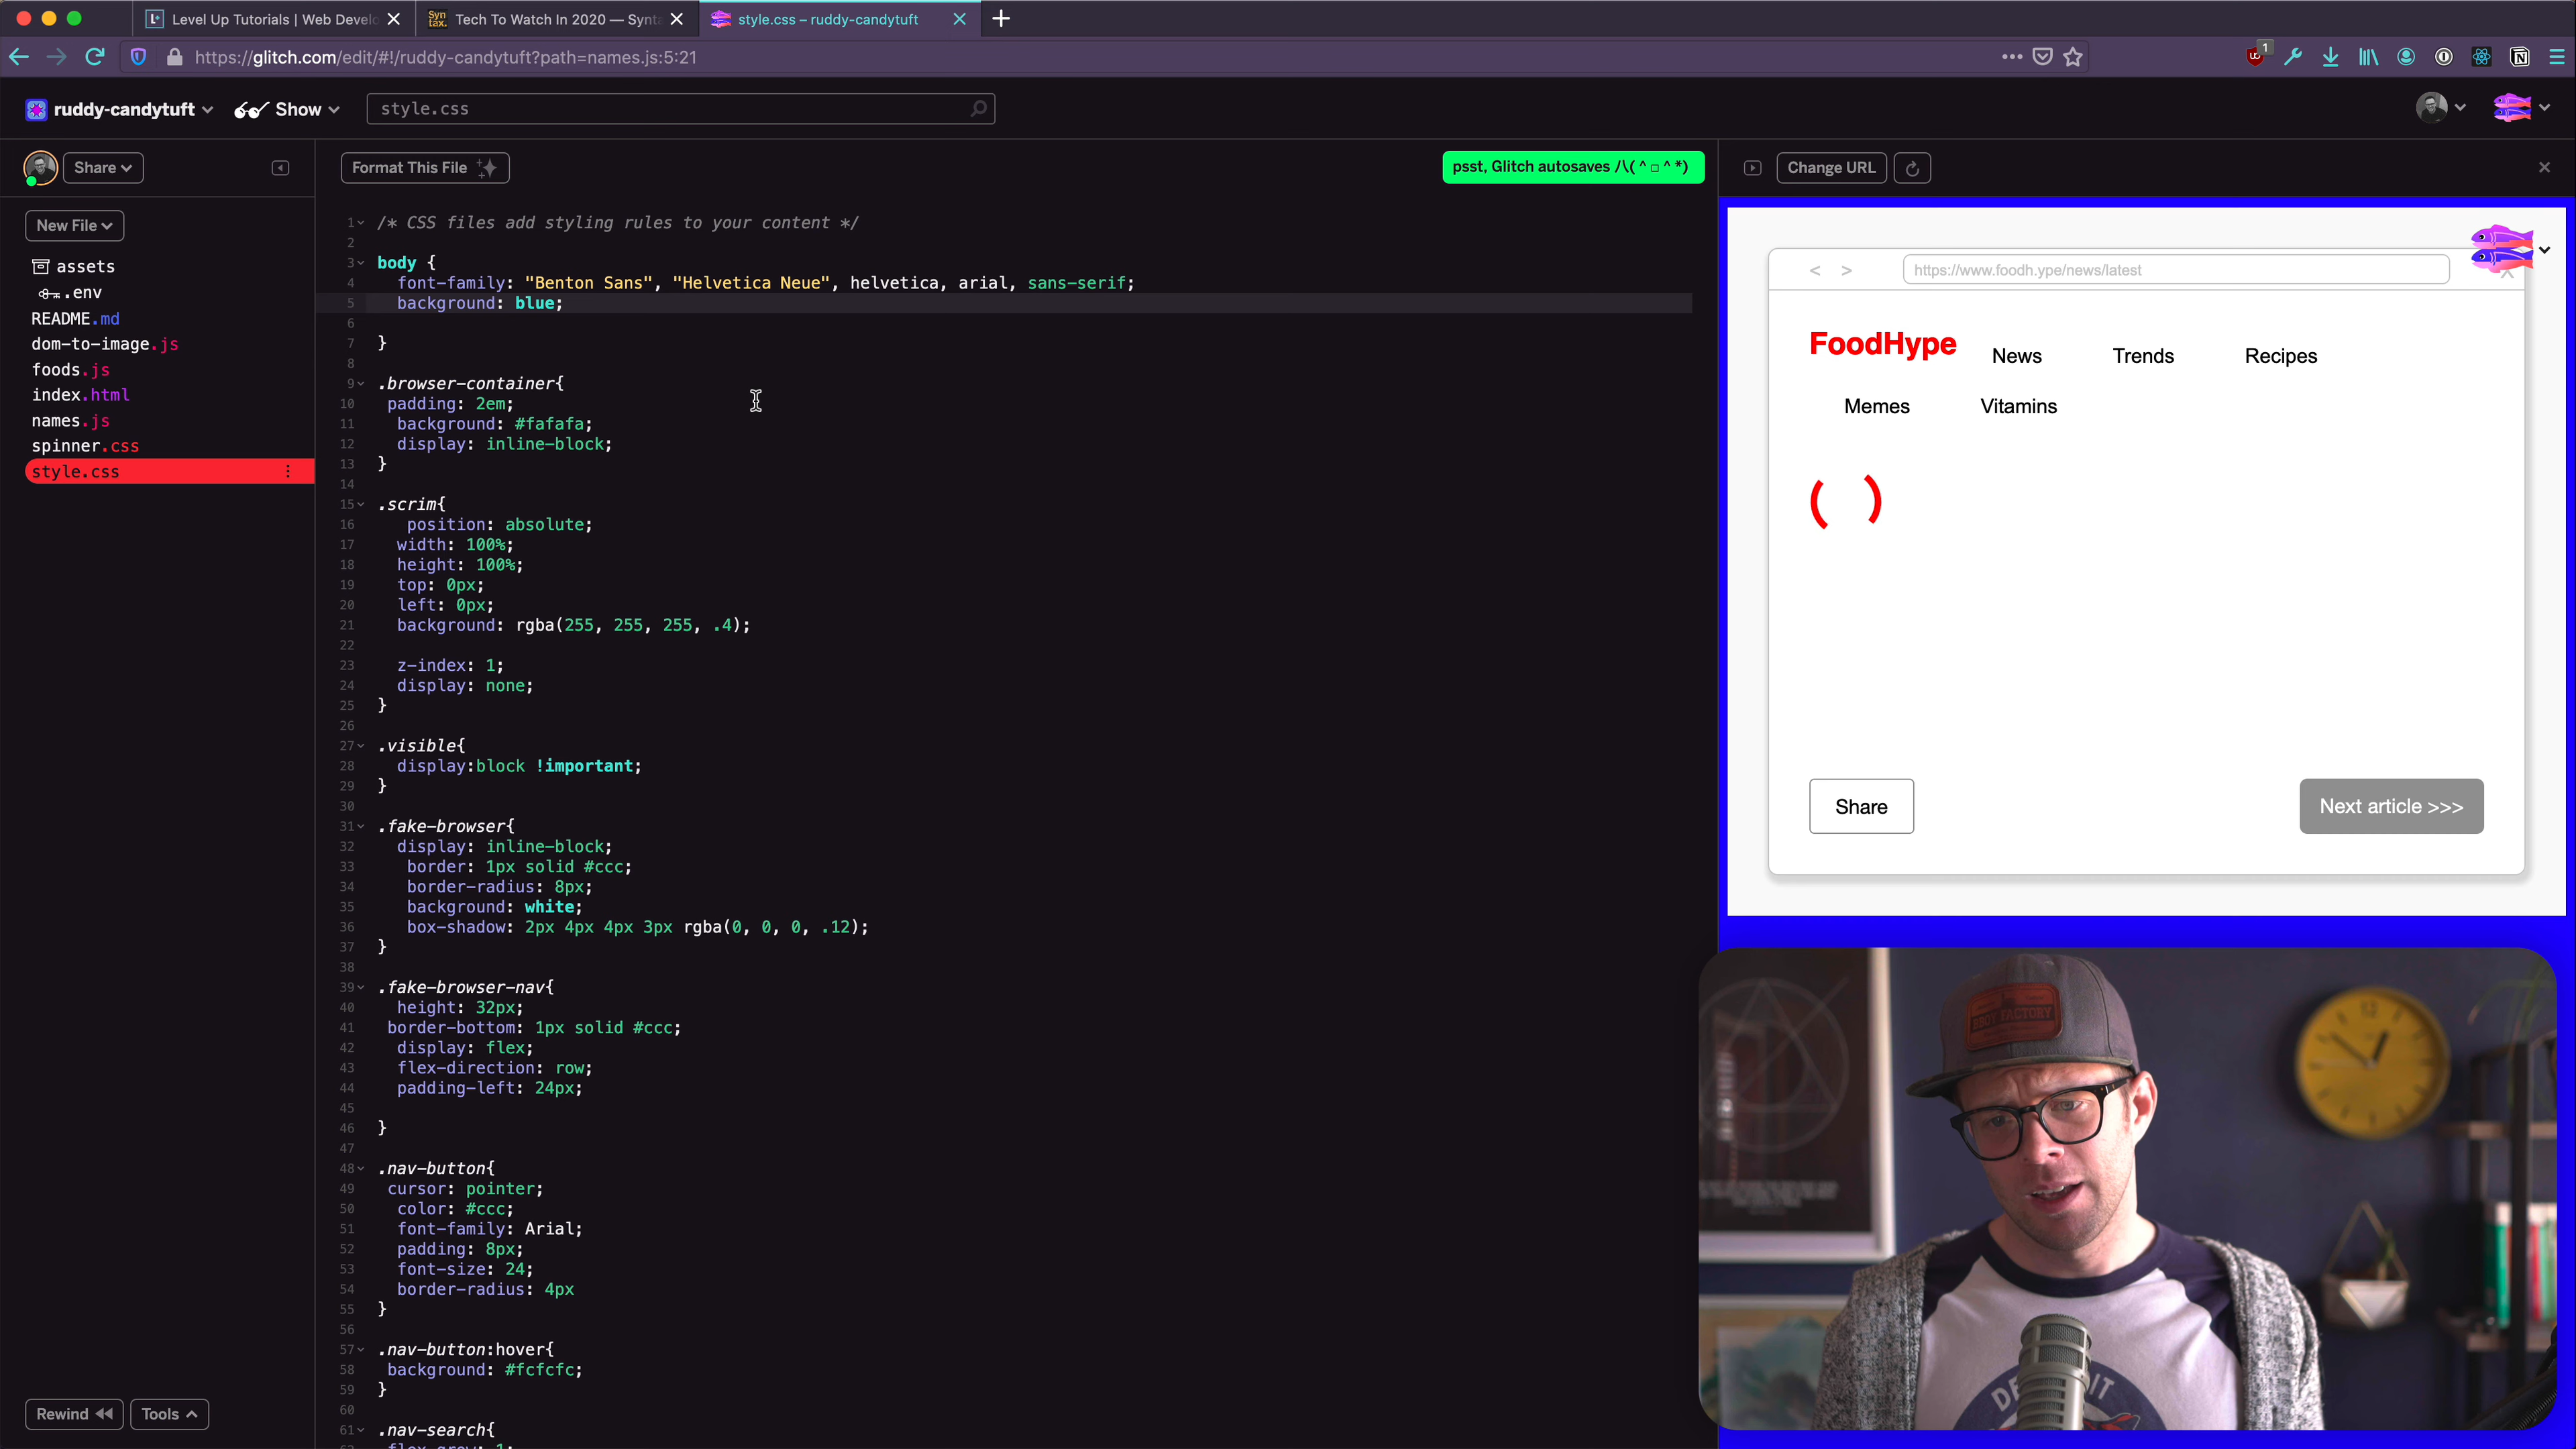 Level Up Tutorials | Web Develo
Syn tax.
Tech To Watch In 2020 — Synta
style.css – ruddy-candytuft
https://glitch.com/edit/#!/ruddy-candytuft?path=names.js:5:21
1
ruddy-candytuft
Show
style.css
Share
Format This File
psst, Glitch autosaves /\( ^ □ ^ *)
Change URL
New File
assets
.env
README.md
dom-to-image.js
foods.js
index.html
names.js
spinner.css
style.css
Rewind
Tools
1 /* CSS files add styling rules to your content */
2
3 body {
4 font-family: "Benton Sans", "Helvetica Neue", helvetica, arial, sans-serif;
5 background: blue;
6
7 }
8
9 .browser-container{
10 padding: 2em;
11 background: #fafafa;
12 display: inline-block;
13 }
14
15 .scrim{
16 position: absolute;
17 width: 100%;
18 height: 100%;
19 top: 0px;
20 left: 0px;
21 background: rgba(255, 255, 255, .4);
22
23 z-index: 1;
24 display: none;
25 }
26
27 .visible{
28 display:block !important;
29 }
30
31 .fake-browser{
32 display: inline-block;
33 border: 1px solid #ccc;
34 border-radius: 8px;
35 background: white;
36 box-shadow: 2px 4px 4px 3px rgba(0, 0, 0, .12);
37 }
38
39 .fake-browser-nav{
40 height: 32px;
41 border-bottom: 1px solid #ccc;
42 display: flex;
43 flex-direction: row;
44 padding-left: 24px;
45
46 }
47
48 .nav-button{
49 cursor: pointer;
50 color: #ccc;
51 font-family: Arial;
52 padding: 8px;
53 font-size: 24;
54 border-radius: 4px
55 }
56
57 .nav-button:hover{
58 background: #fcfcfc;
59 }
60
61 .nav-search{
< >
https://www.foodh.ype/news/latest
X
FoodHype
News
Trends
Recipes
Memes
Vitamins
Share
Next article >>>
FACTORY